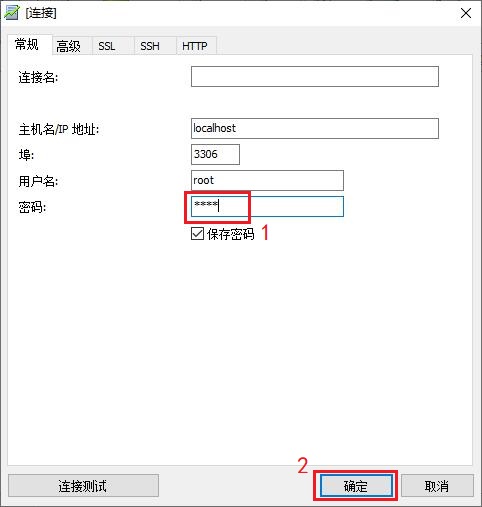 [连接]
常规 高级 SSL SSH HTTP
连接名:
主机名/IP 地址: localhost
埠: 3306
用户名: root
密码: ****
保存密码 1
2
连接测试 确定 取消